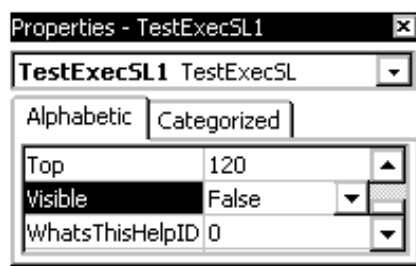 Properties - TestExecSL1
TestExecSL1 TestExecSL
Alphabetic Categorized
Top 120
Visible False
WhatsThisHelpID 0